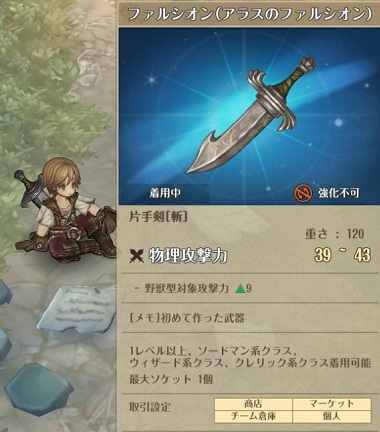 ファルシオン(アラスのファルシオン)
着用中
強化不可
片手剣[斬]
重さ : 120
物理攻撃力 39 ~ 43
- 野獣型対象攻撃力 ▲9
[メモ]初めて作った武器
1レベル以上, ソードマン系クラス,
ウィザード系クラス, クレリック系クラス着用可能
最大ソケット 1個
取引設定
商店 マーケット
チーム倉庫 個人